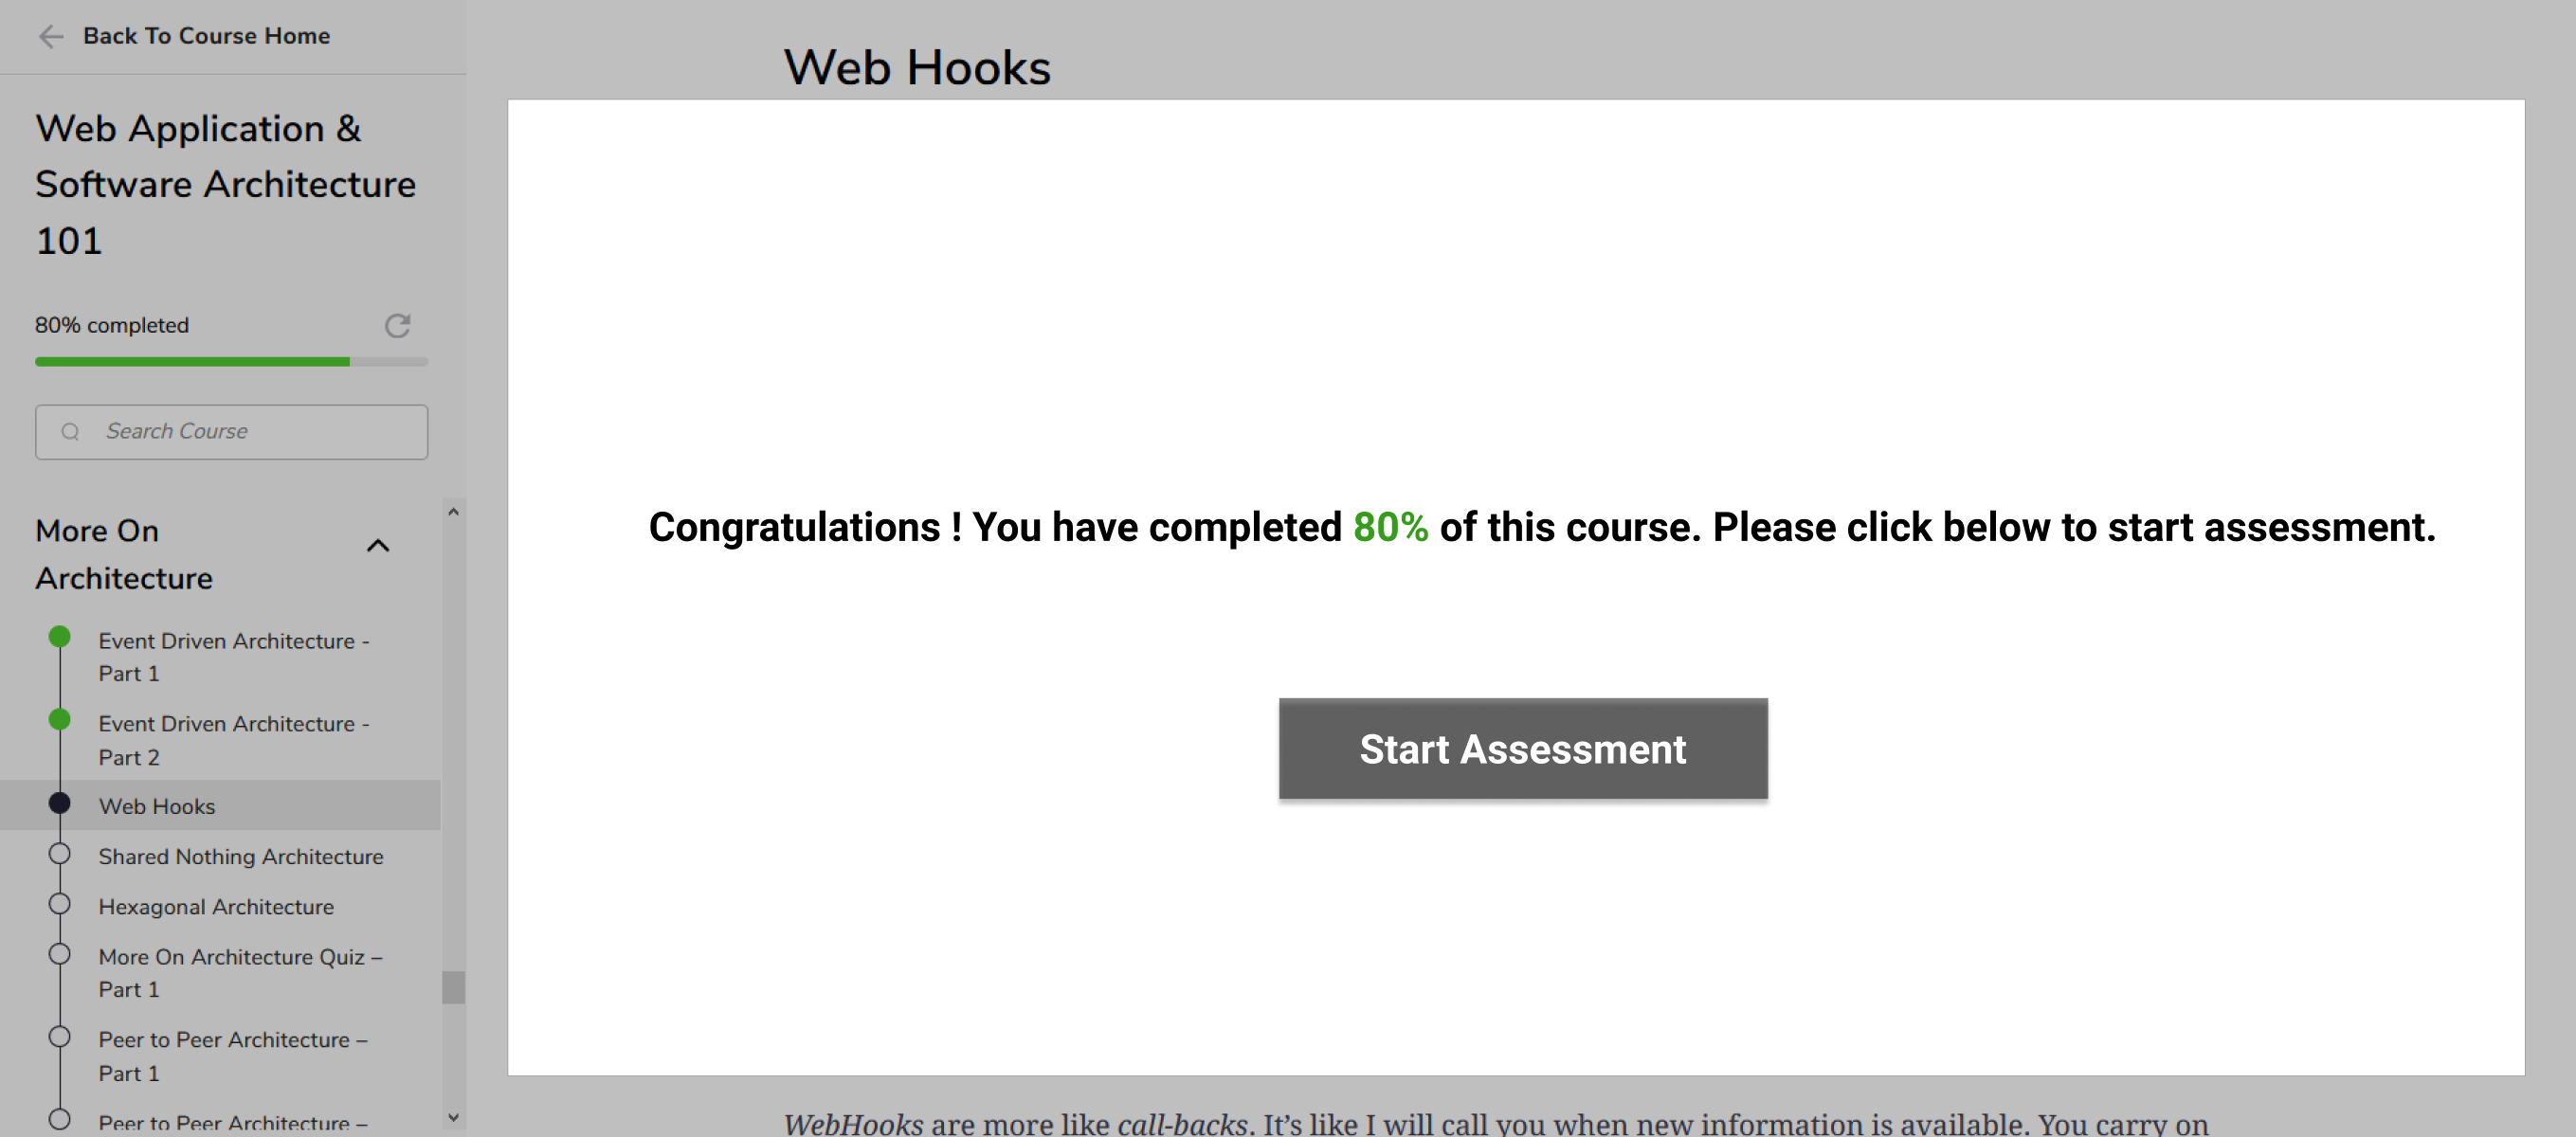 Back To Course Home
Web Application &
Software Architecture
101
80% completed
Search Course
More On
Architecture
Event Driven Architecture -
Part 1
Event Driven Architecture -
Part 2
Web Hooks
Shared Nothing Architecture
Hexagonal Architecture
More On Architecture Quiz –
Part 1
Peer to Peer Architecture –
Part 1
Peer to Peer Architecture –
Web Hooks
Congratulations ! You have completed 80% of this course. Please click below to start assessment.
Start Assessment
WebHooks are more like call-backs. It’s like I will call you when new information is available. You carry on